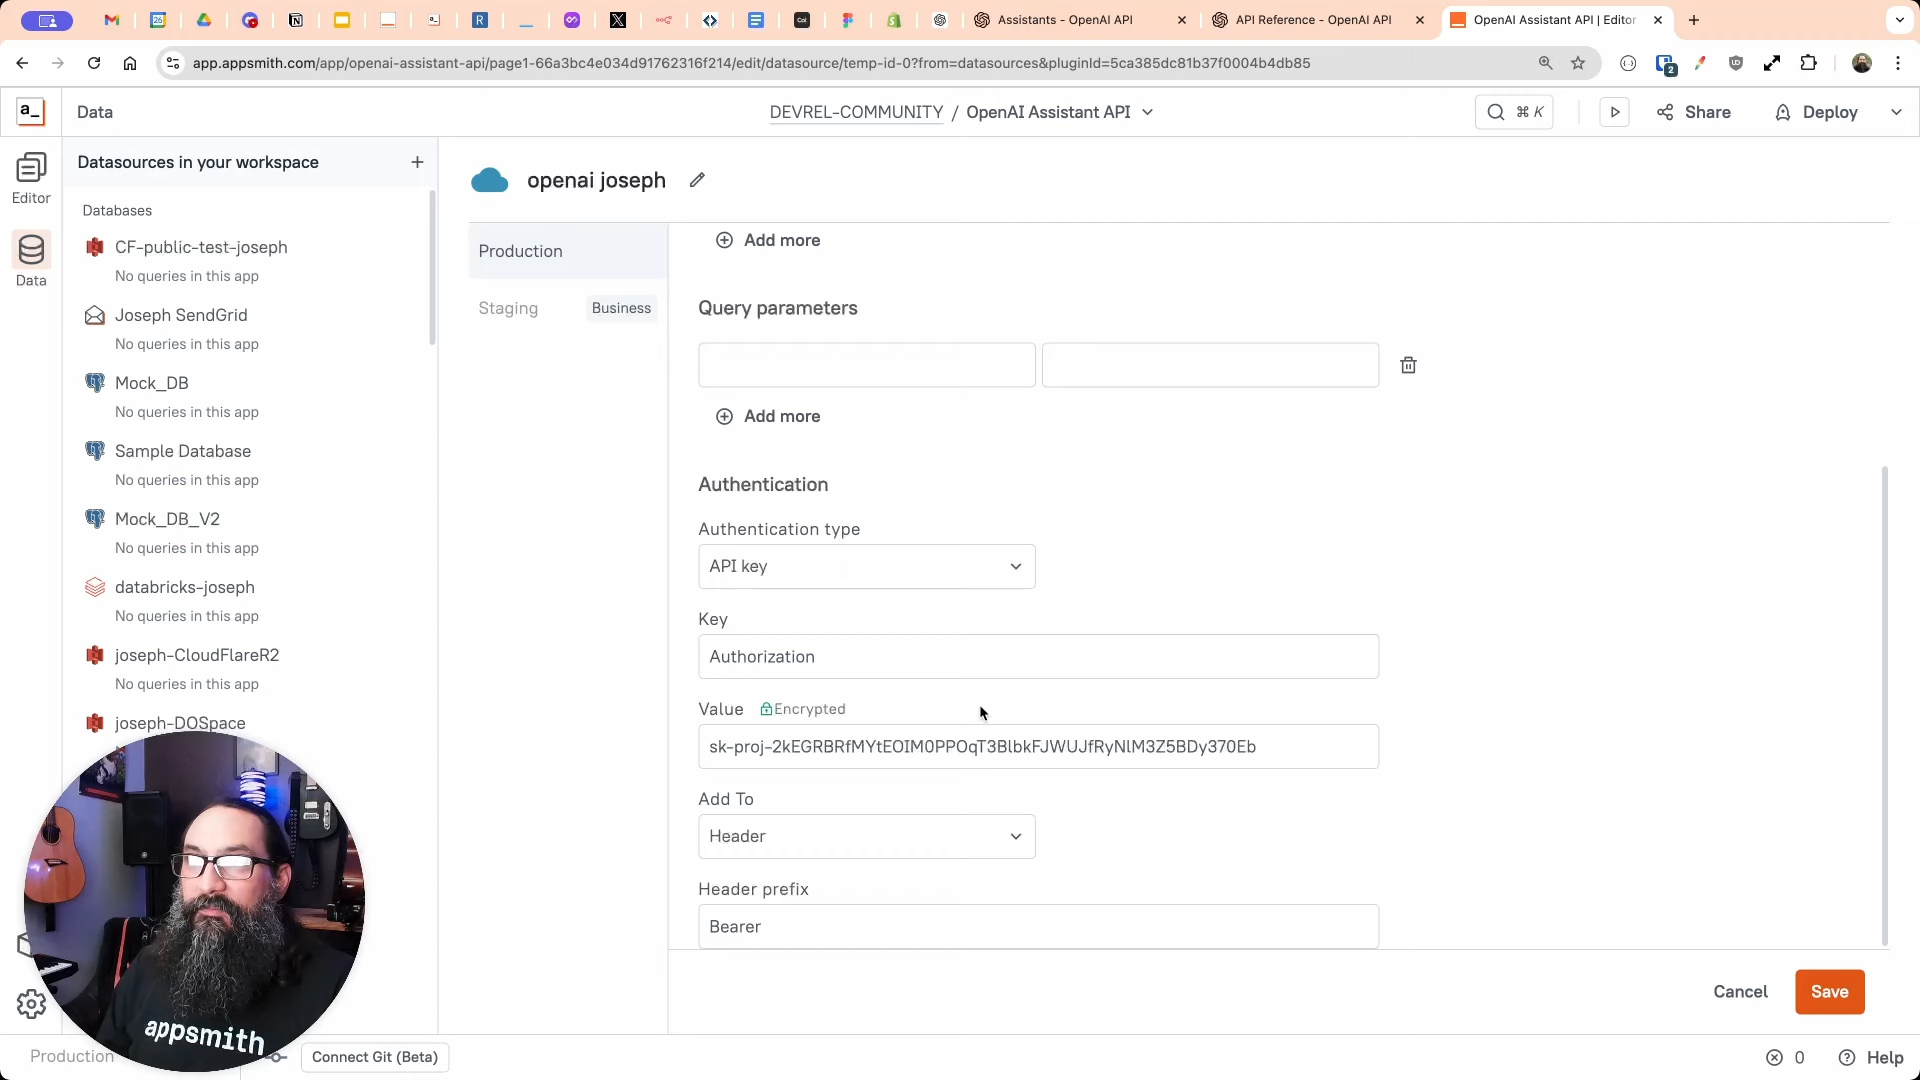 Assistants - OpenAI API
API Reference - OpenAI API
OpenAI Assistant API | Editor
app.appsmith.com/app/openai-assistant-api/page1-66a3bc4e034d91762316f214/edit/datasource/temp-id-0?from=datasources&pluginId=5ca385dc81b37f0004b4db85
2
a_
Data
DEVREL-COMMUNITY / OpenAI Assistant API
⌘ K
Share
Deploy
Editor
Data
Datasources in your workspace
Databases
CF-public-test-joseph
No queries in this app
Joseph SendGrid
No queries in this app
Mock_DB
No queries in this app
Sample Database
No queries in this app
Mock_DB_V2
No queries in this app
databricks-joseph
No queries in this app
joseph-CloudFlareR2
No queries in this app
joseph-DOSpace
openai joseph
Production
Staging
Business
Add more
Query parameters
Add more
Authentication
Authentication type
API key
Key
Authorization
Value
Encrypted
sk-proj-2kEGRBRfMYtEOIM0PPOqT3BlbkFJWUJfRyNlM3Z5BDy370Eb
Add To
Header
Header prefix
Bearer
Cancel
Save
appsmith
Production
Connect Git (Beta)
0
Help